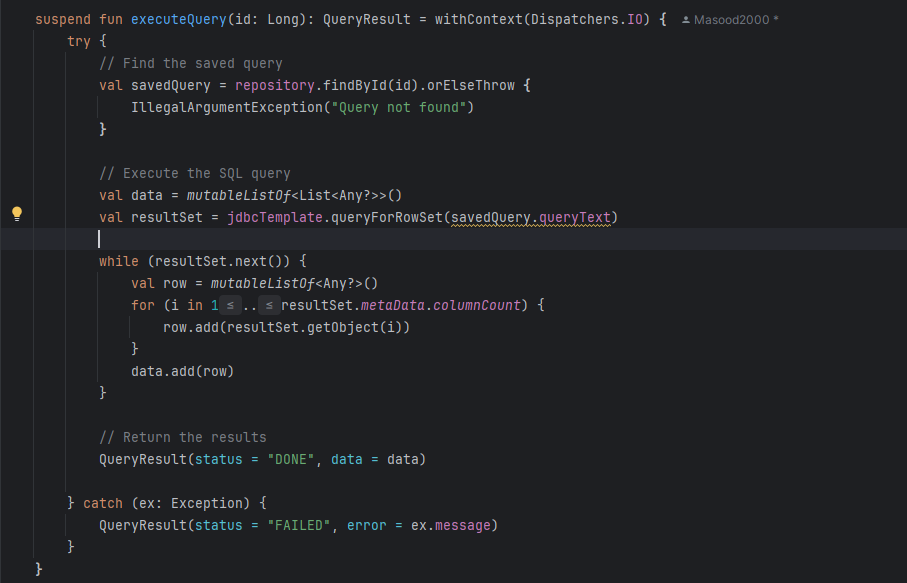 suspend fun executeQuery(id: Long): QueryResult = withContext(Dispatchers.IO) { Masood2000 *
try {
// Find the saved query
val savedQuery = repository.findById(id).orElseThrow {
IllegalArgumentException("Query not found")
}
// Execute the SQL query
val data = mutableListOf<List<Any?>>()
val resultSet = jdbcTemplate.queryForRowSet(savedQuery.queryText)
while (resultSet.next()) {
val row = mutableListOf<Any?>()
for (i in 1 ≤ .. ≤ resultSet.metaData.columnCount) {
row.add(resultSet.getObject(i))
}
data.add(row)
}
// Return the results
QueryResult(status = "DONE", data = data)
} catch (ex: Exception) {
QueryResult(status = "FAILED", error = ex.message)
}
}